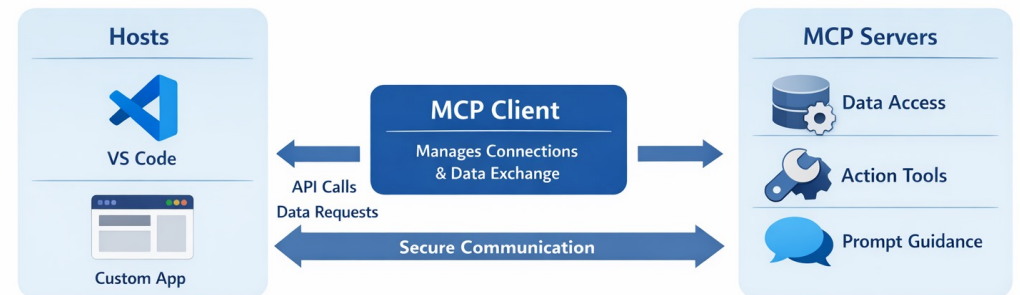 Hosts
VS Code
Custom App
MCP Client
Manages Connections
& Data Exchange
API Calls
Data Requests
Secure Communication
MCP Servers
Data Access
Action Tools
Prompt Guidance